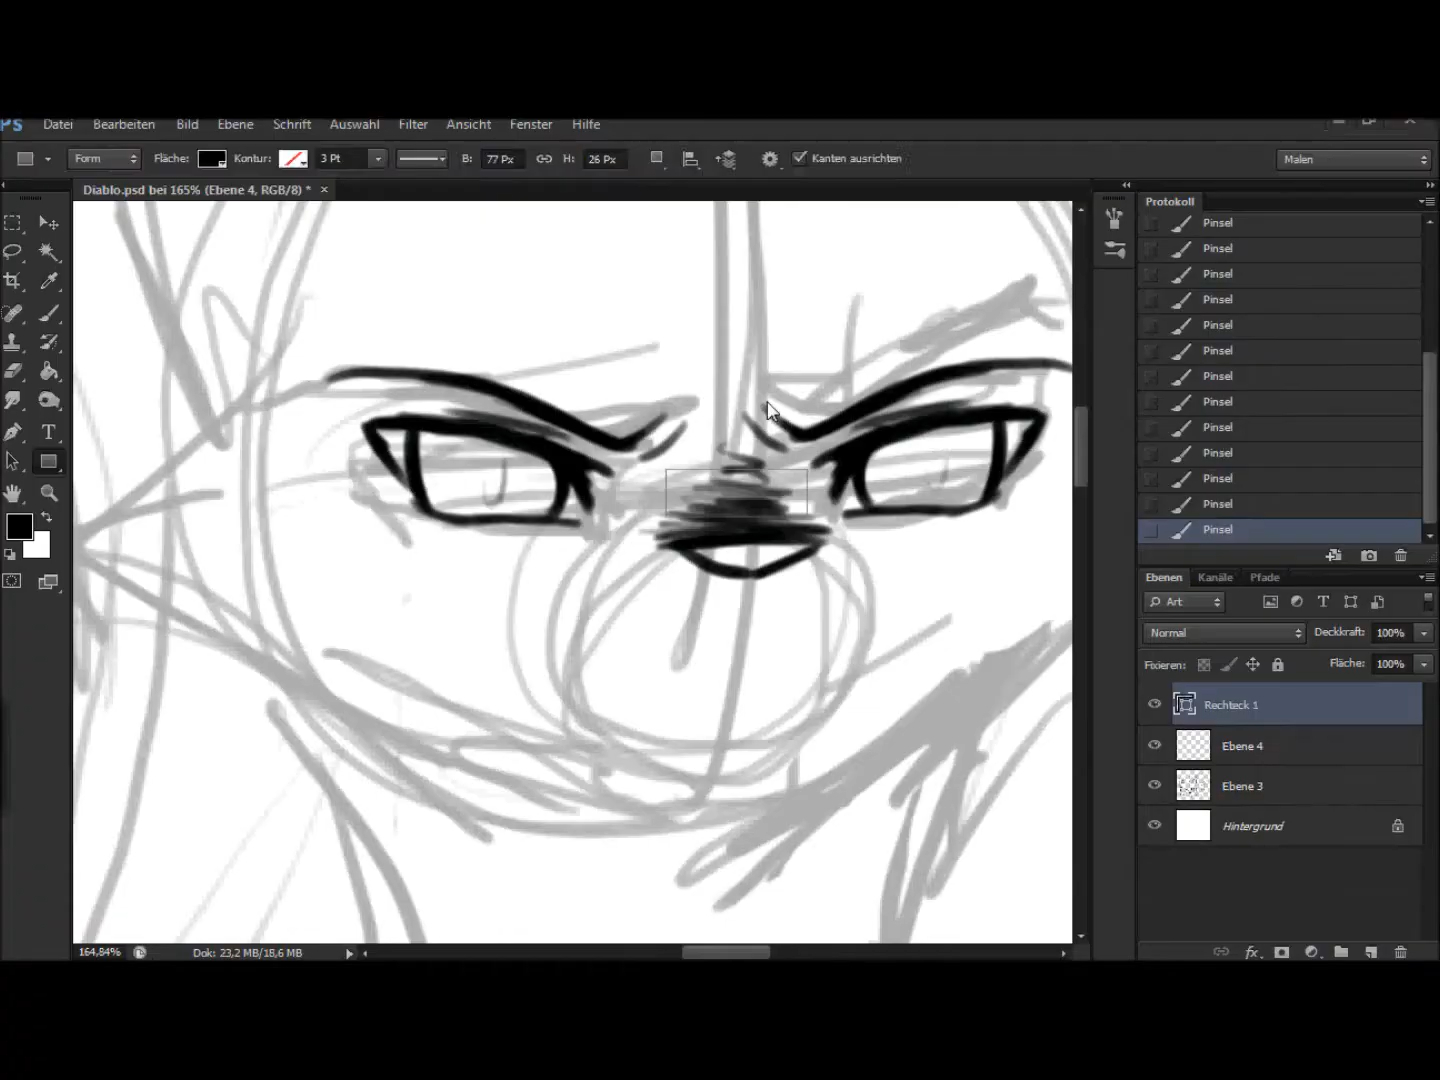 PS Datei Bearbeiten Bild Ebene Schrift Auswahl Filter Ansicht Fenster Hilfe
Form Fläche: Kontur: 3 Pt B: 77 Px H: 26 Px Kanten ausrichten Malen
Diablo.psd bei 165% (Ebene 4, RGB/8) * ×
Protokoll
Pinsel
Pinsel
Pinsel
Pinsel
Pinsel
Pinsel
Pinsel
Pinsel
Pinsel
Pinsel
Pinsel
Pinsel
Pinsel
Ebenen Kanäle Pfade
Art
Normal Deckkraft: 100%
Fixieren: Fläche: 100%
Rechteck 1
Ebene 4
Ebene 3
Hintergrund
fx
164,84% Dok: 23,2 MB/18,6 MB